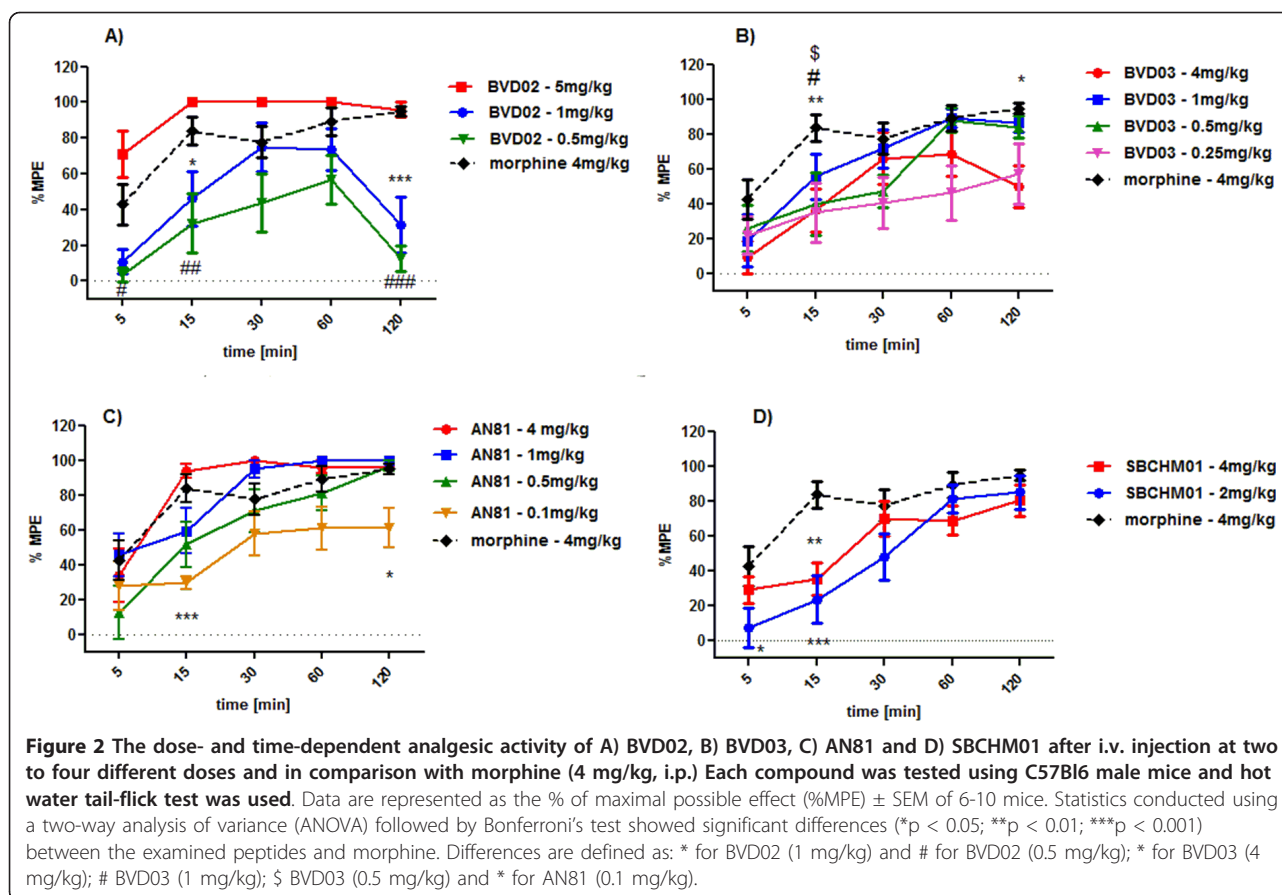 A)
120
100
80
60
40
20
0
% MPE
*
##
#
***
###
5
15
30
60
120
time [min]
BVD02 - 5mg/kg
BVD02 - 1mg/kg
BVD02 - 0.5mg/kg
morphine 4mg/kg
B)
120
100
80
60
40
20
0
% MPE
$
#
**
*
5
15
30
60
120
time [min]
BVD03 - 4mg/kg
BVD03 - 1mg/kg
BVD03 - 0.5mg/kg
BVD03 - 0.25mg/kg
morphine - 4mg/kg
C)
120
100
80
60
40
20
0
% MPE
***
*
5
15
30
60
120
time [min]
AN81 - 4 mg/kg
AN81 - 1mg/kg
AN81 - 0.5mg/kg
AN81 - 0.1mg/kg
morphine - 4mg/kg
D)
120
100
80
60
40
20
0
% MPE
**
*
***
5
15
30
60
120
time [min]
SBCHM01 - 4mg/kg
SBCHM01 - 2mg/kg
morphine - 4mg/kg
Figure 2 The dose- and time-dependent analgesic activity of A) BVD02, B) BVD03, C) AN81 and D) SBCHM01 after i.v. injection at two
to four different doses and in comparison with morphine (4 mg/kg, i.p.) Each compound was tested using C57Bl6 male mice and hot
water tail-flick test was used. Data are represented as the % of maximal possible effect (%MPE) ± SEM of 6-10 mice. Statistics conducted using
a two-way analysis of variance (ANOVA) followed by Bonferroni's test showed significant differences (*p < 0.05; **p < 0.01; ***p < 0.001)
between the examined peptides and morphine. Differences are defined as: * for BVD02 (1 mg/kg) and # for BVD02 (0.5 mg/kg); * for BVD03 (4
mg/kg); # BVD03 (1 mg/kg); $ BVD03 (0.5 mg/kg) and * for AN81 (0.1 mg/kg).